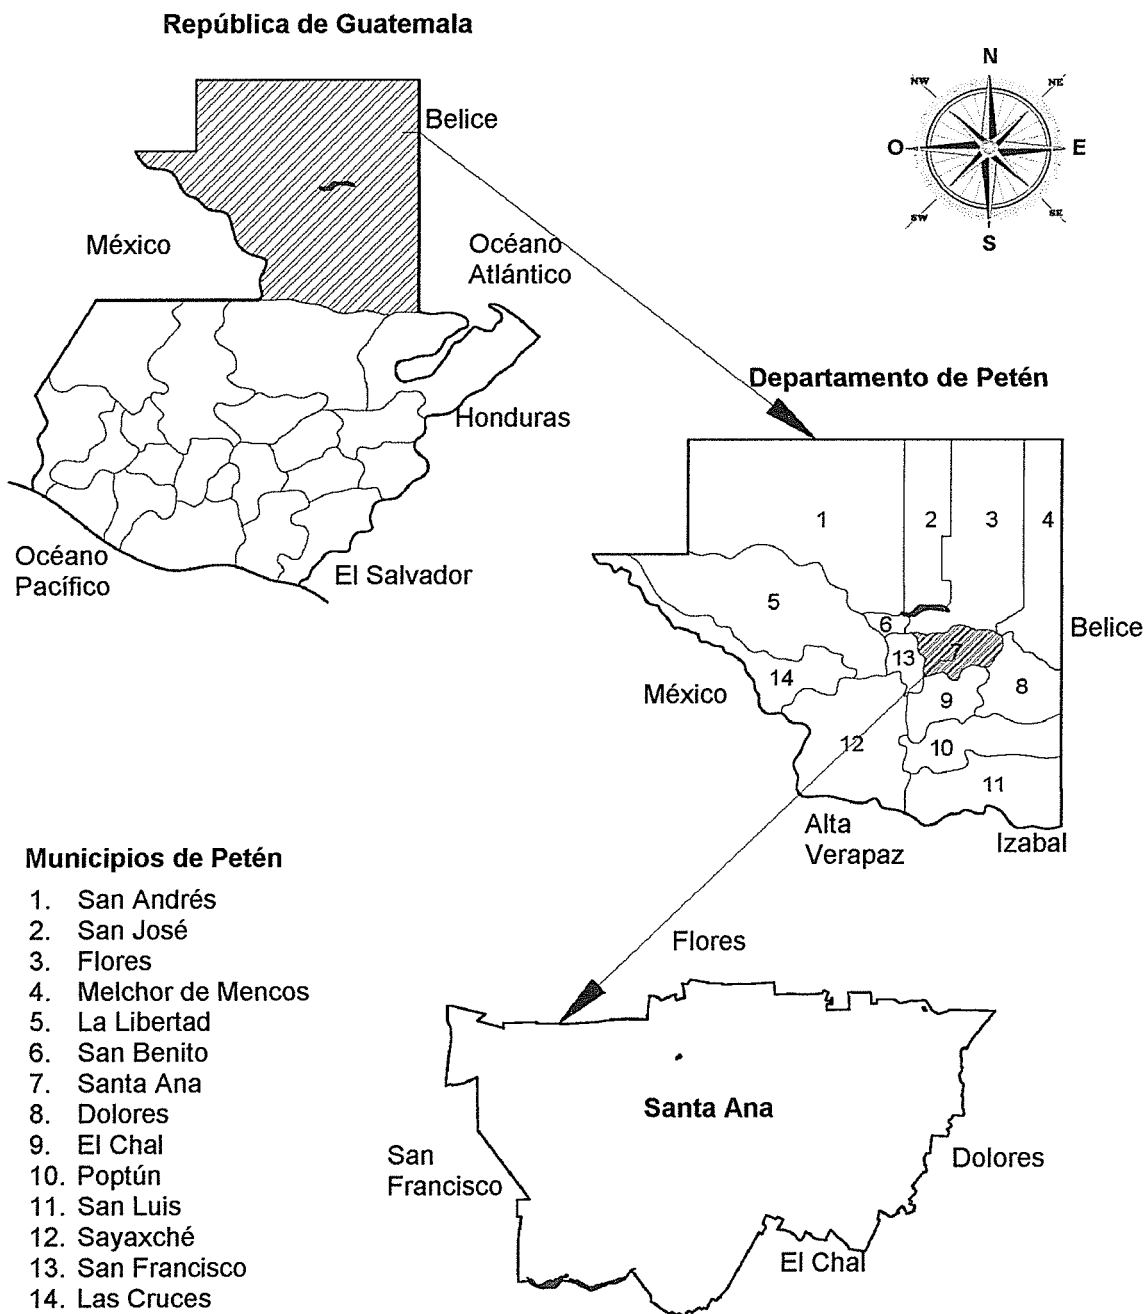 República de Guatemala
Belice
México
Océano
Atlántico
Honduras
Océano
Pacífico
El Salvador
N
NW
NE
O
E
SW
SE
S
Departamento de Petén
1
2
3
4
5
6
7
13
14
8
9
12
10
11
Belice
México
Alta
Verapaz
Izabal
Municipios de Petén
1. San Andrés
2. San José
3. Flores
4. Melchor de Mencos
5. La Libertad
6. San Benito
7. Santa Ana
8. Dolores
9. El Chal
10. Poptún
11. San Luis
12. Sayaxché
13. San Francisco
14. Las Cruces
Flores
Santa Ana
San
Francisco
Dolores
El Chal